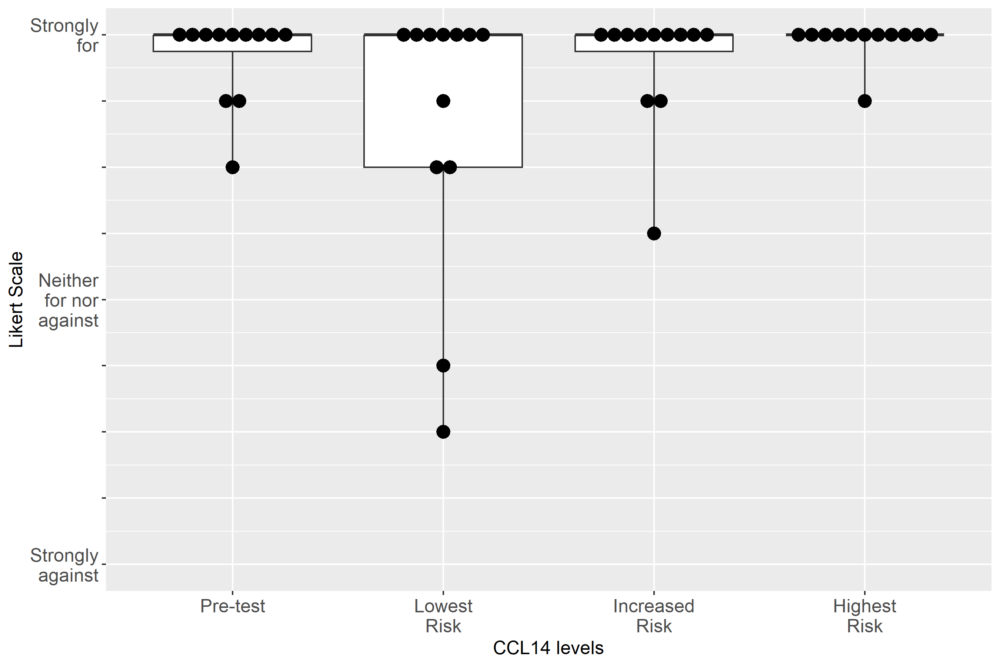 Strongly
for
Neither
for nor
against
Strongly
against
Likert Scale
Pre-test
Lowest
Risk
Increased
Risk
Highest
Risk
CCL14 levels